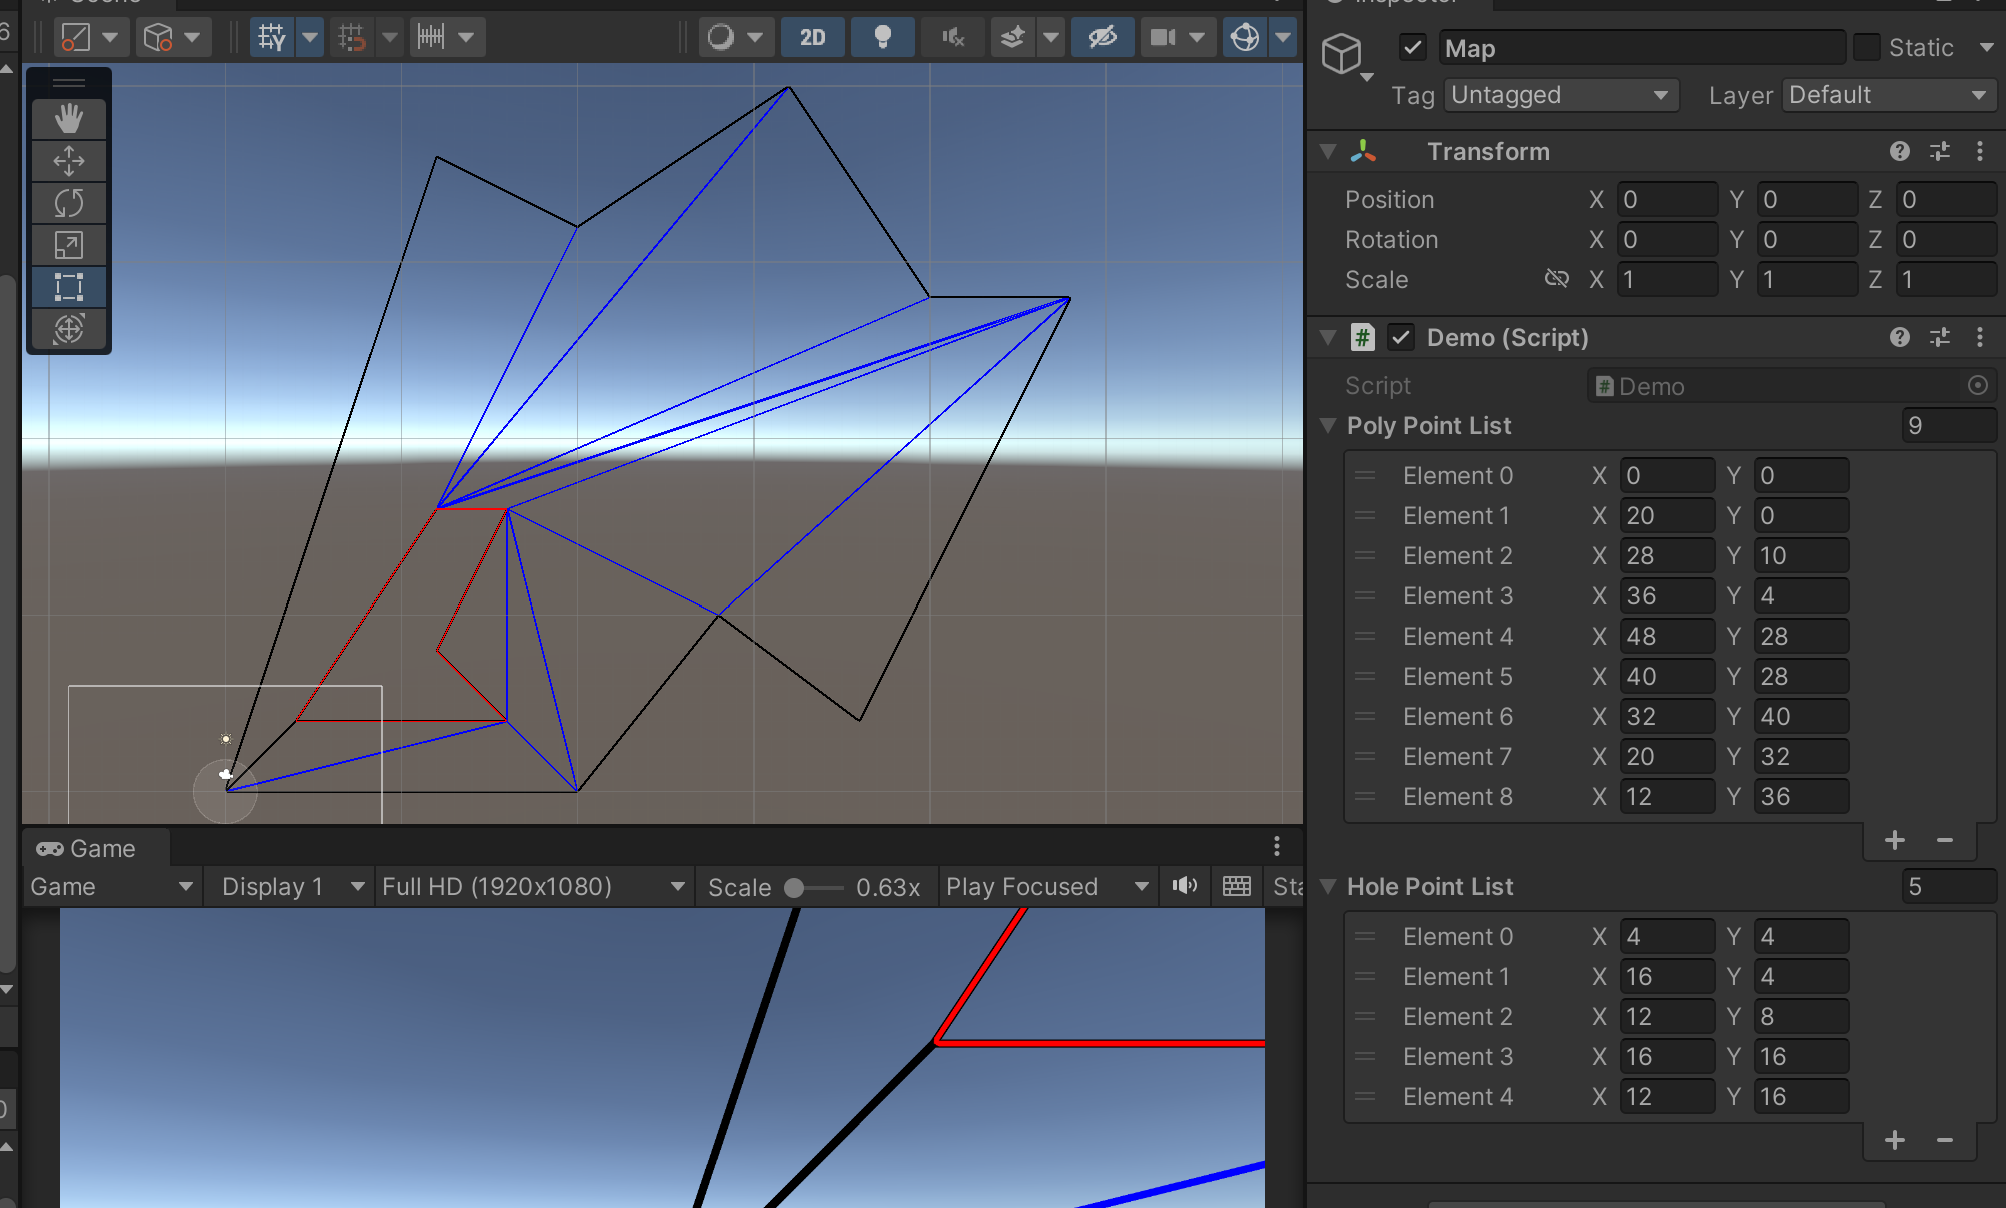 2D
Game
Game
Display 1
Full HD (1920x1080)
Scale
0.63x
Play Focused
Map
Static
Tag
Untagged
Layer
Default
Transform
Position X 0 Y 0 Z 0
Rotation X 0 Y 0 Z 0
Scale X 1 Y 1 Z 1
# Demo (Script)
Script # Demo
Poly Point List 9
Element 0 X 0 Y 0
Element 1 X 20 Y 0
Element 2 X 28 Y 10
Element 3 X 36 Y 4
Element 4 X 48 Y 28
Element 5 X 40 Y 28
Element 6 X 32 Y 40
Element 7 X 20 Y 32
Element 8 X 12 Y 36
+ −
Hole Point List 5
Element 0 X 4 Y 4
Element 1 X 16 Y 4
Element 2 X 12 Y 8
Element 3 X 16 Y 16
Element 4 X 12 Y 16
+ −